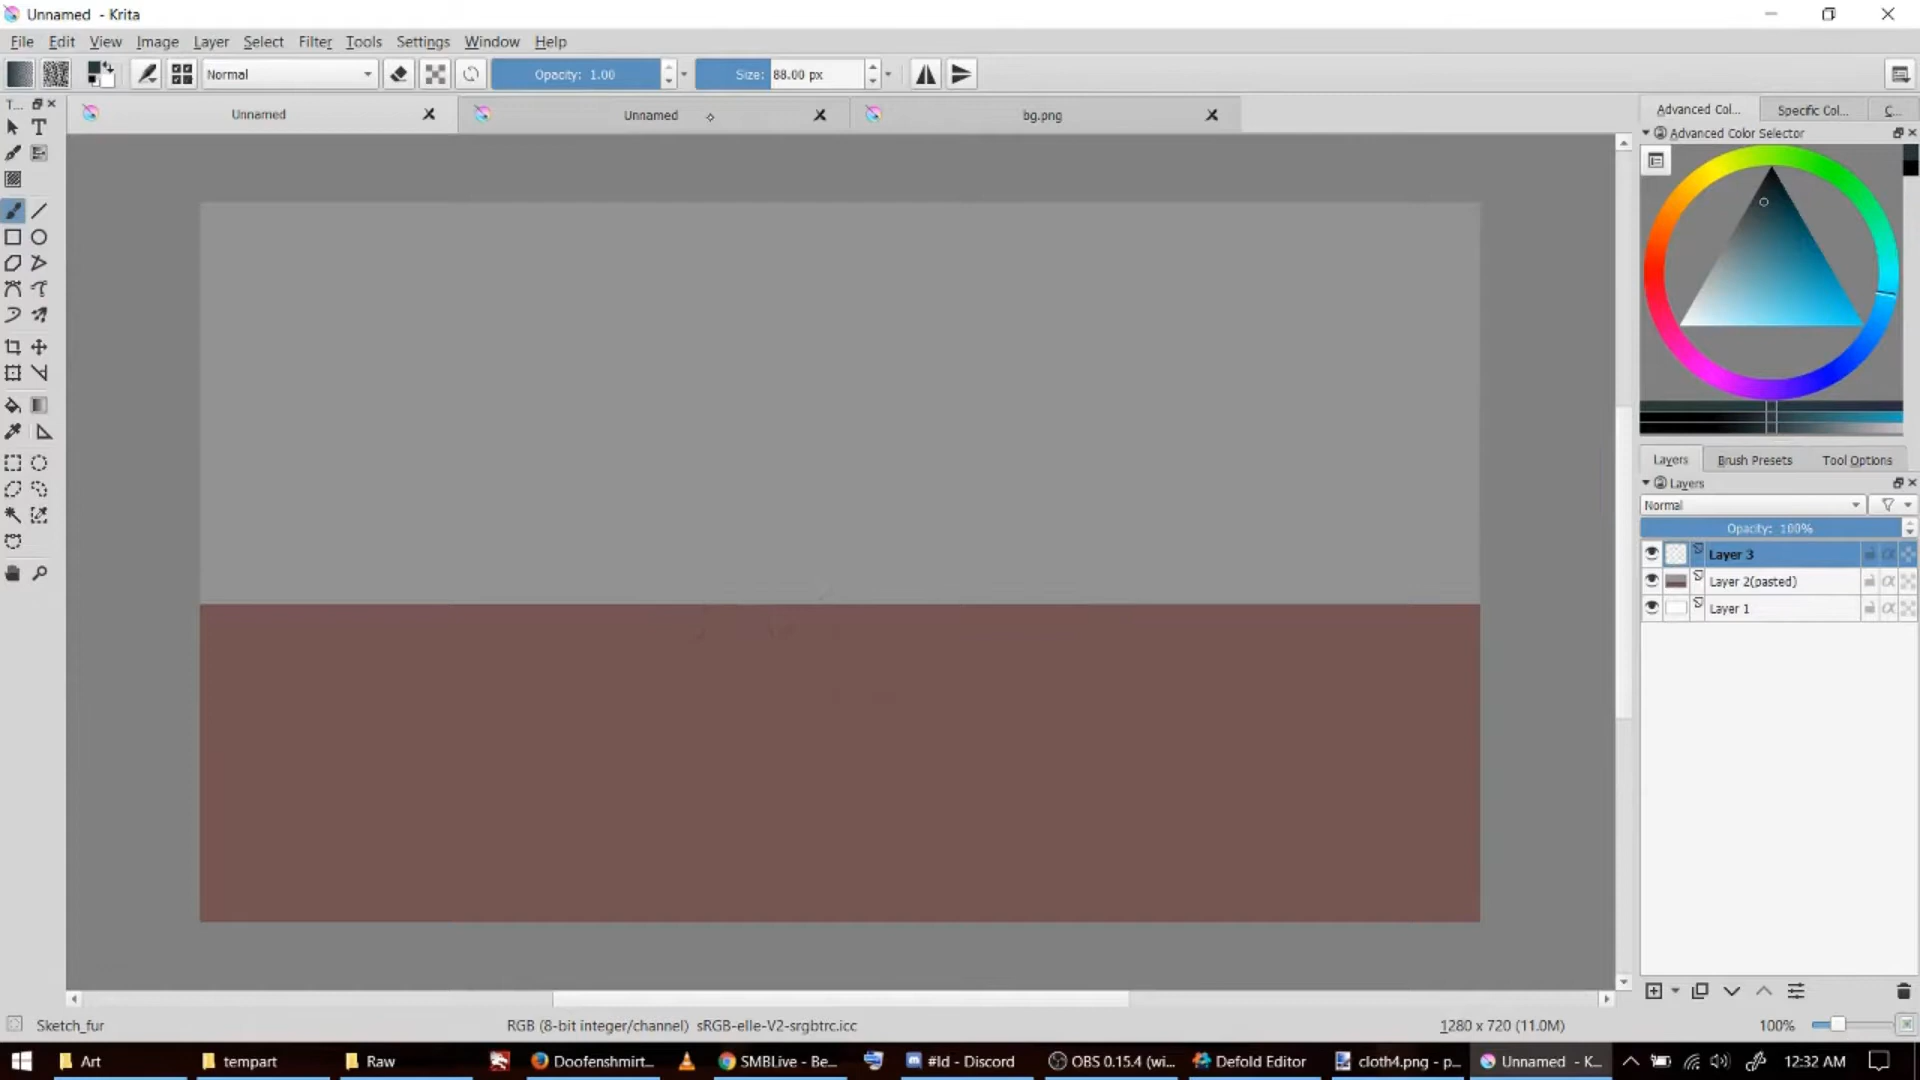 Unnamed - Krita
File Edit View Image Layer Select Filter Tools Settings Window Help
Normal Opacity: 1.00 Size: 88.00 px
T... Unnamed Unnamed bg.png Advanced Col... Specific Col... C...
Advanced Color Selector
Layers Brush Presets Tool Options
Layers
Normal
Opacity: 100%
Layer 3
Layer 2(pasted)
Layer 1
Sketch_fur RGB (8-bit integer/channel) sRGB-elle-V2-srgbtrc.icc 1280 x 720 (11.0M) 100%
Art tempart Raw Doofenshmirt... SMBLive - Be... #ld - Discord OBS 0.15.4 (wi... Defold Editor cloth4.png - p... Unnamed - K... 12:32 AM